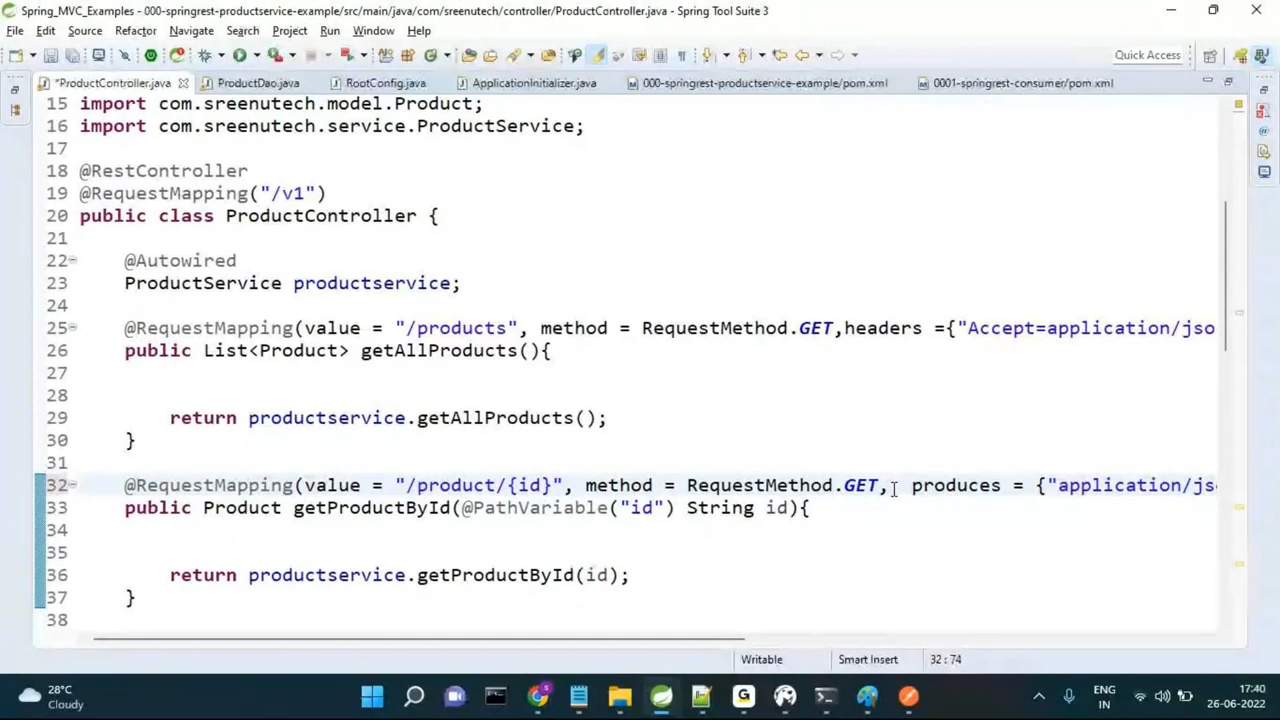 Spring_MVC_Examples - 000-springrest-productservice-example/src/main/java/com/sreenutech/controller/ProductController.java - Spring Tool Suite 3
File Edit Source Refactor Navigate Search Project Run Window Help
Quick Access
*ProductController.java ProductDao.java RootConfig.java ApplicationInitializer.java 000-springrest-productservice-example/pom.xml 0001-springrest-consumer/pom.xml
15 import com.sreenutech.model.Product;
16 import com.sreenutech.service.ProductService;
17
18 @RestController
19 @RequestMapping("/v1")
20 public class ProductController {
21
22 @Autowired
23 ProductService productservice;
24
25 @RequestMapping(value = "/products", method = RequestMethod.GET,headers ={"Accept=application/jso
26 public List<Product> getAllProducts(){
27
28
29 return productservice.getAllProducts();
30 }
31
32 @RequestMapping(value = "/product/{id}", method = RequestMethod.GET, produces = {"application/js
33 public Product getProductById(@PathVariable("id") String id){
34
35
36 return productservice.getProductById(id);
37 }
38
Writable Smart Insert 32 : 74
28°C
Cloudy
ENG
IN
17:40
26-06-2022